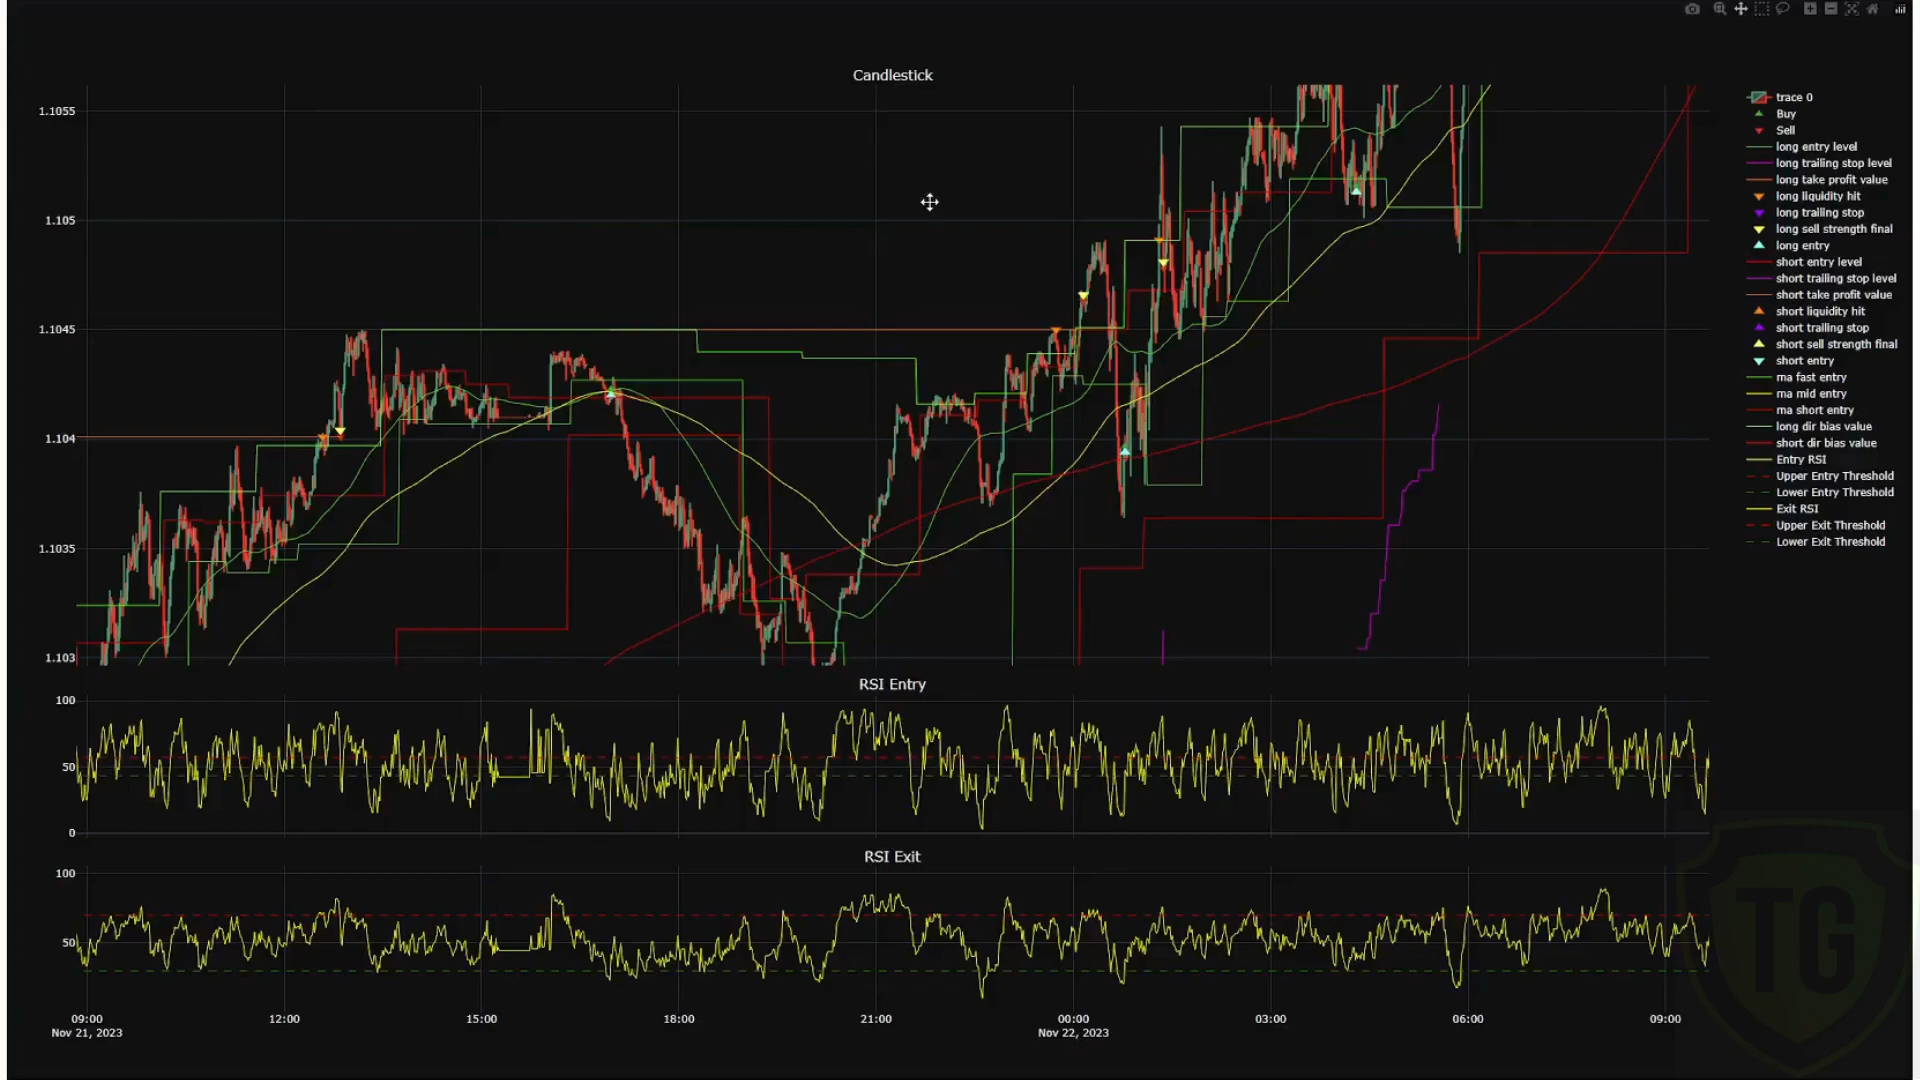 Candlestick
1.1055
1.105
1.1045
1.104
1.1035
1.103
trace 0
Buy
Sell
long entry level
long trailing stop level
long take profit value
long liquidity hit
long trailing stop
long sell strength final
long entry
short entry level
short trailing stop level
short take profit value
short liquidity hit
short trailing stop
short sell strength final
short entry
ma fast entry
ma mid entry
ma short entry
long dir bias value
short dir bias value
Entry RSI
Upper Entry Threshold
Lower Entry Threshold
Exit RSI
Upper Exit Threshold
Lower Exit Threshold
RSI Entry
100
50
0
RSI Exit
100
50
09:00 12:00 15:00 18:00 21:00 00:00 03:00 06:00 09:00
Nov 21, 2023 Nov 22, 2023
TG